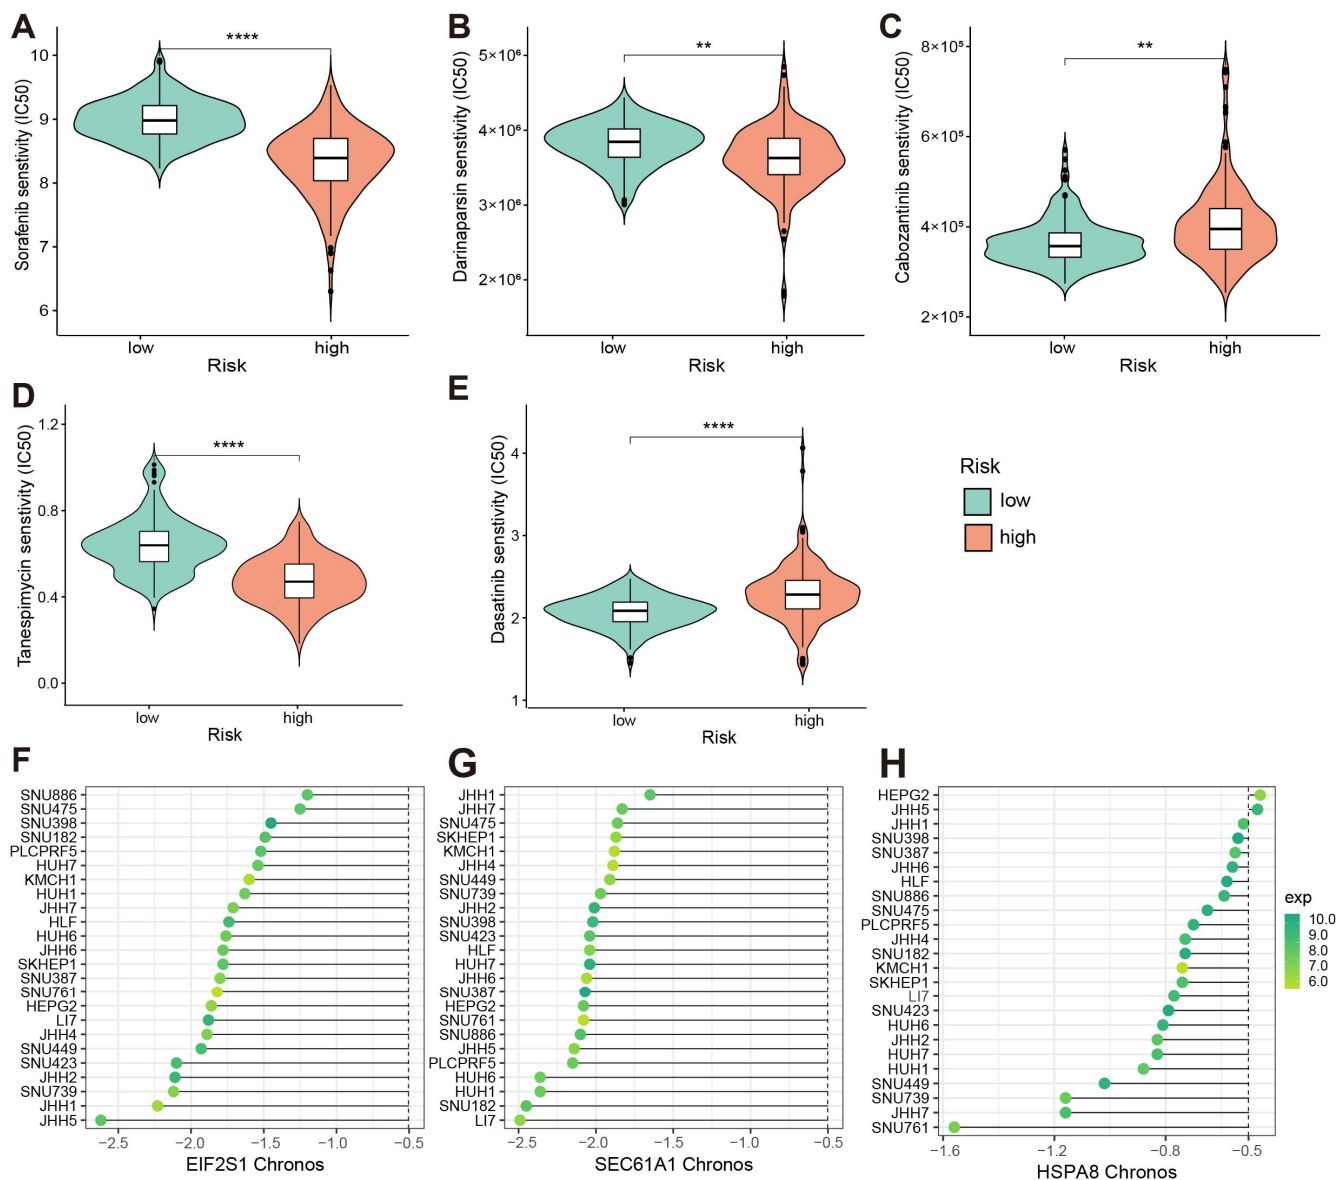 A
B
C
****
**
**
Sorafenib senstivity (IC50)
10
9
8
7
6
low
high
Risk
Darinaparsin senstivity (IC50)
5×10⁶
4×10⁶
3×10⁶
2×10⁶
low
high
Risk
Cabozantinib senstivity (IC50)
8×10⁵
6×10⁵
4×10⁵
2×10⁵
low
high
Risk
D
E
****
****
Tanespimycin senstivity (IC50)
1.2
0.8
0.4
0.0
low
high
Risk
Dasatinib senstivity (IC50)
4
3
2
1
low
high
Risk
Risk
low
high
F
SNU886
SNU475
SNU398
SNU182
PLCPRF5
HUH7
KMCH1
HUH1
JHH7
HLF
HUH6
JHH6
SKHEP1
SNU387
SNU761
HEPG2
LI7
JHH4
SNU449
SNU423
JHH2
SNU739
JHH1
JHH5
−2.5 −2.0 −1.5 −1.0 −0.5
EIF2S1 Chronos
G
JHH1
JHH7
SNU475
SKHEP1
KMCH1
JHH4
SNU449
SNU739
JHH2
SNU398
SNU423
HLF
HUH7
JHH6
SNU387
HEPG2
SNU761
SNU886
JHH5
PLCPRF5
HUH6
HUH1
SNU182
LI7
−2.5 −2.0 −1.5 −1.0 −0.5
SEC61A1 Chronos
H
HEPG2
JHH5
JHH1
SNU398
SNU387
JHH6
HLF
SNU886
SNU475
PLCPRF5
JHH4
SNU182
KMCH1
SKHEP1
LI7
SNU423
HUH6
JHH2
HUH7
HUH1
SNU449
SNU739
JHH7
SNU761
−1.6 −1.2 −0.8 −0.5
HSPA8 Chronos
exp
10.0
9.0
8.0
7.0
6.0